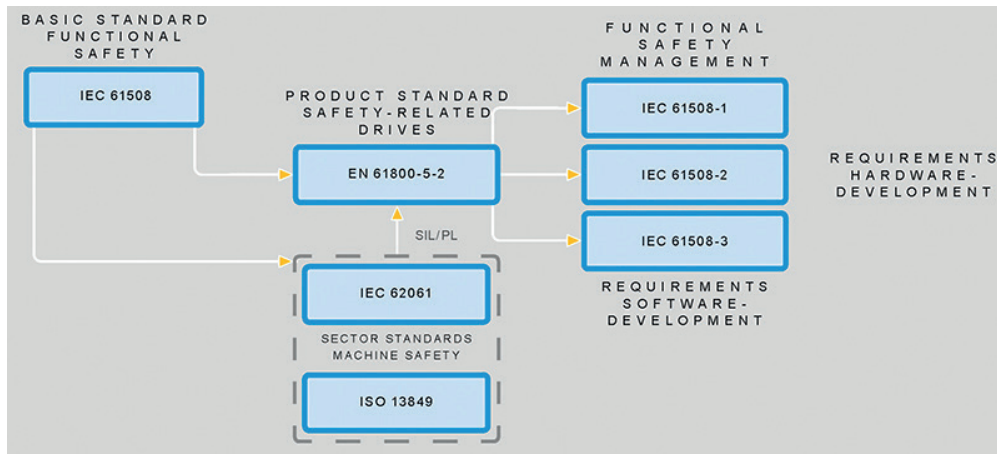 BASIC STANDARD
FUNCTIONAL
SAFETY
IEC 61508
PRODUCT STANDARD
SAFETY-RELATED
DRIVES
EN 61800-5-2
SIL/PL
IEC 62061
SECTOR STANDARDS
MACHINE SAFETY
ISO 13849
FUNCTIONAL
SAFETY
MANAGEMENT
IEC 61508-1
IEC 61508-2
IEC 61508-3
REQUIREMENTS
SOFTWARE-
DEVELOPMENT
REQUIREMENTS
HARDWARE-
DEVELOPMENT